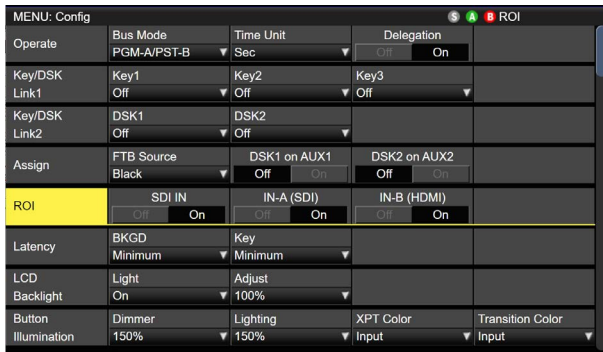 MENU: Config S A B ROI
Operate Bus Mode Time Unit Delegation
PGM-A/PST-B Sec Off On
Key/DSK Key1 Key2 Key3
Link1 Off Off Off
Key/DSK DSK1 DSK2
Link2 Off Off
Assign FTB Source DSK1 on AUX1 DSK2 on AUX2
Black Off On Off On
ROI SDI IN IN-A (SDI) IN-B (HDMI)
Off On Off On Off On
Latency BKGD Key
Minimum Minimum
LCD Light Adjust
Backlight On 100%
Button Dimmer Lighting XPT Color Transition Color
Illumination 150% 150% Input Input